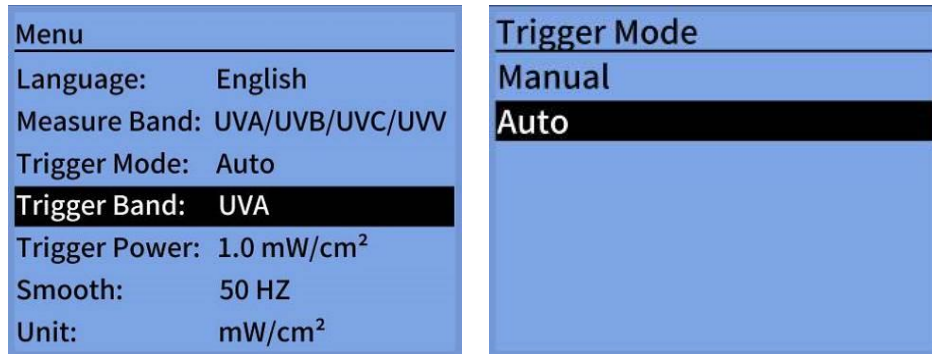 Menu
Language: English
Measure Band: UVA/UVB/UVC/UVV
Trigger Mode: Auto
Trigger Band: UVA
Trigger Power: 1.0 mW/cm²
Smooth: 50 HZ
Unit: mW/cm²
Trigger Mode
Manual
Auto